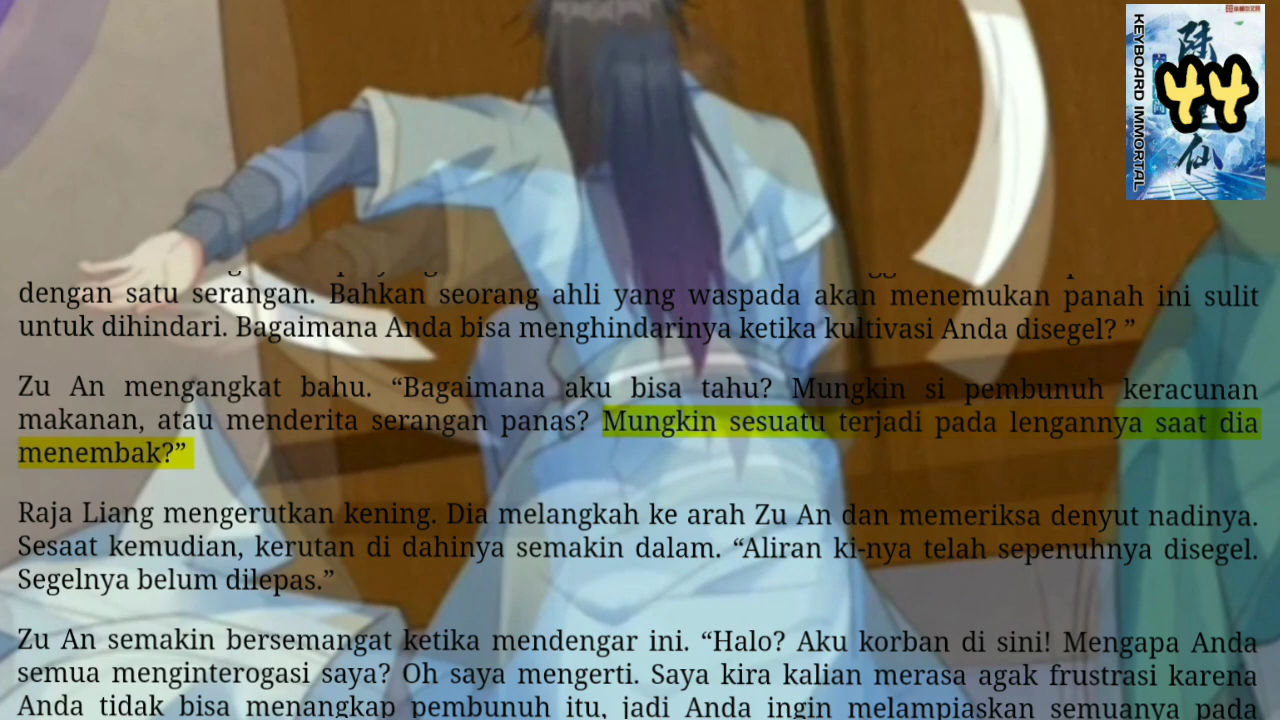 KEYBOARD IMMORTAL
陆
仙
44
dengan satu serangan. Bahkan seorang ahli yang waspada akan menemukan panah ini sulit
untuk dihindari. Bagaimana Anda bisa menghindarinya ketika kultivasi Anda disegel? ”
Zu An mengangkat bahu. “Bagaimana aku bisa tahu? Mungkin si pembunuh keracunan
makanan, atau menderita serangan panas? Mungkin sesuatu terjadi pada lengannya saat dia
menembak?”
Raja Liang mengerutkan kening. Dia melangkah ke arah Zu An dan memeriksa denyut nadinya.
Sesaat kemudian, kerutan di dahinya semakin dalam. “Aliran ki-nya telah sepenuhnya disegel.
Segelnya belum dilepas.”
Zu An semakin bersemangat ketika mendengar ini. “Halo? Aku korban di sini! Mengapa Anda
semua menginterogasi saya? Oh saya mengerti. Saya kira kalian merasa agak frustrasi karena
Anda tidak bisa menangkap pembunuh itu, jadi Anda ingin melampiaskan semuanya pada